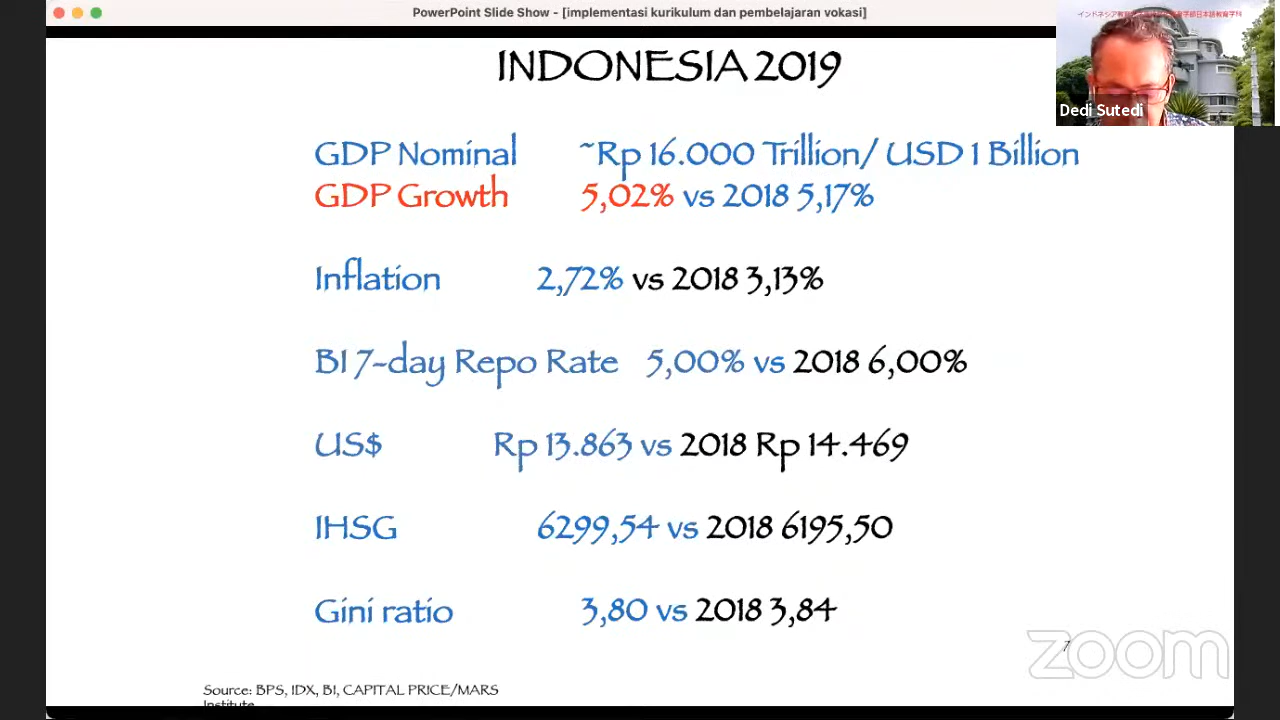 PowerPoint Slide Show - [implementasi kurikulum dan pembelajaran vokasi]
INDONESIA 2019
Dedi Sutedi
GDP Nominal ~Rp 16.000 Trillion/ USD 1 Billion
GDP Growth 5,02% vs 2018 5,17%
Inflation 2,72% vs 2018 3,13%
BI 7-day Repo Rate 5,00% vs 2018 6,00%
US$ Rp 13.863 vs 2018 Rp 14.469
IHSG 6299,54 vs 2018 6195,50
Gini ratio 3,80 vs 2018 3,84
7
zoom
Source: BPS, IDX, BI, CAPITAL PRICE/MARS
Institute